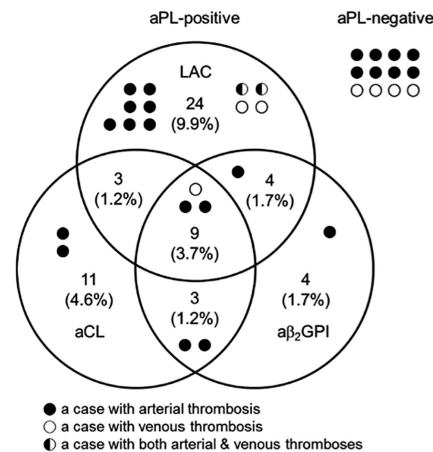 aPL-positive
aPL-negative
LAC
24
(9.9%)
3
(1.2%)
4
(1.7%)
9
(3.7%)
11
(4.6%)
aCL
3
(1.2%)
4
(1.7%)
aβ₂GPI
a case with arterial thrombosis
a case with venous thrombosis
a case with both arterial & venous thromboses